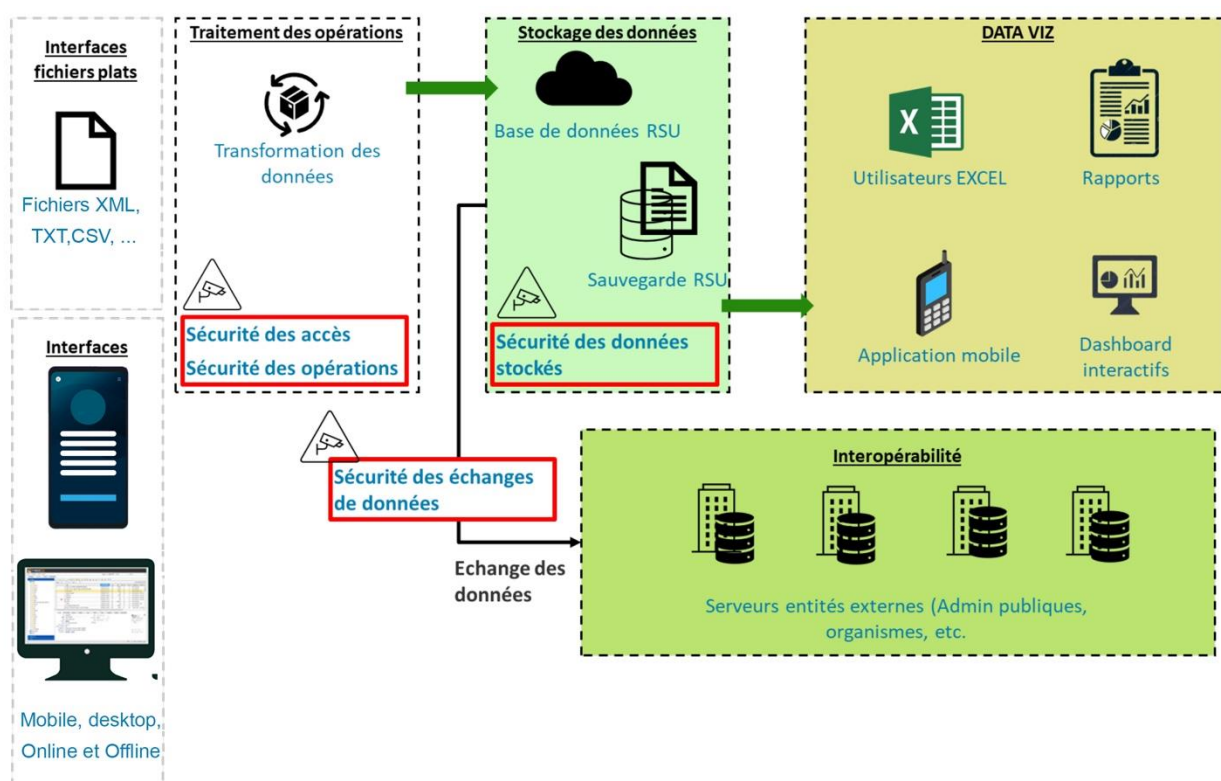 Interfaces
fichiers plats
Fichiers XML,
TXT,CSV, ...
Interfaces
Mobile, desktop,
Online et Offline
Traitement des opérations
Transformation des
données
Sécurité des accès
Sécurité des opérations
Stockage des données
Base de données RSU
Sauvegarde RSU
Sécurité des données
stockés
DATA VIZ
X
Utilisateurs EXCEL
Rapports
Application mobile
Dashboard
interactifs
Sécurité des échanges
de données
Echange des
données
Interopérabilité
Serveurs entités externes (Admin publiques,
organismes, etc.